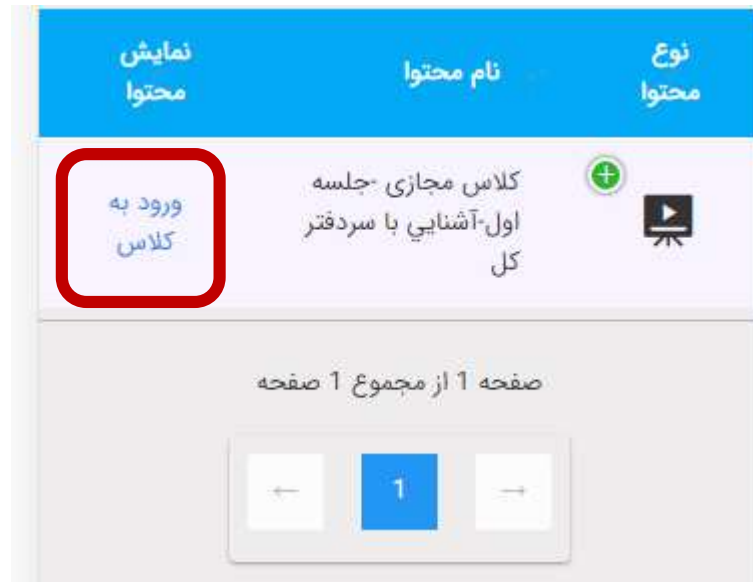 نوع
محتوا
نام محتوا
نمایش
محتوا
کلاس مجازی -جلسه
اول-آشنايي با سردفتر
کل
ورود به
کلاس
صفحه 1 از مجموع 1 صفحه
→ 1 ←